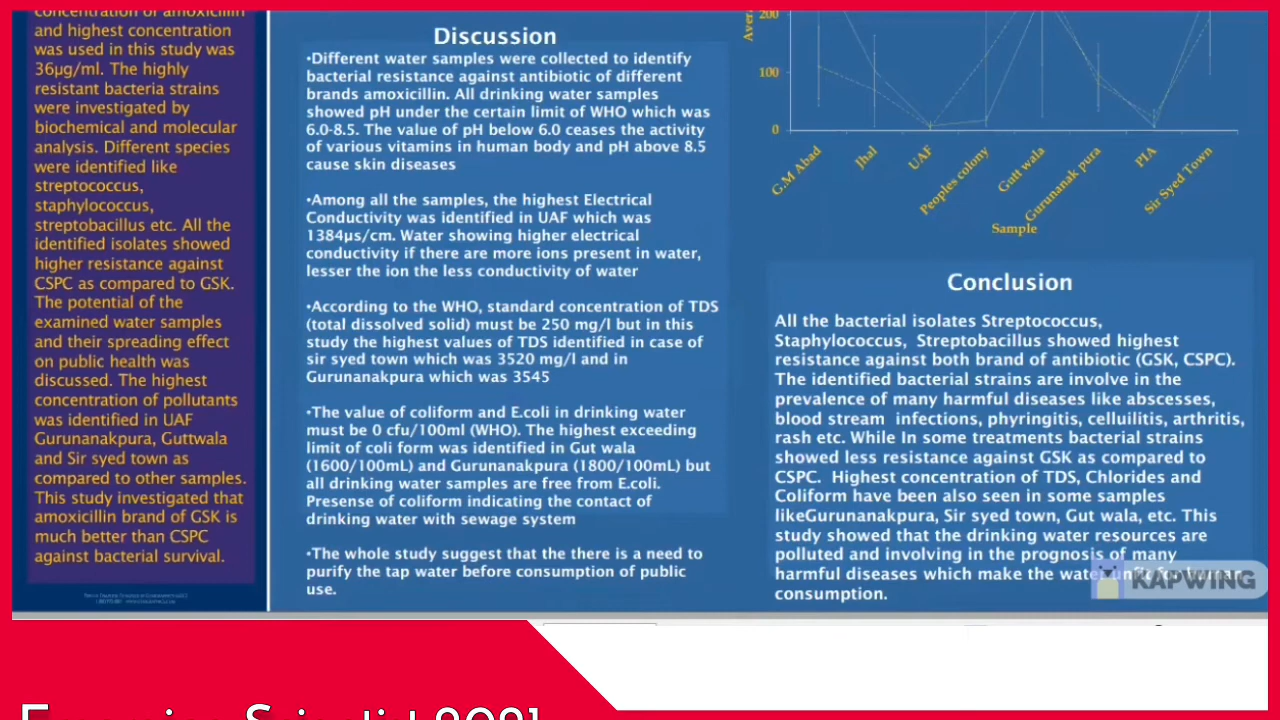 concentration of amoxicillin
and highest concentration
was used in this study was
36µg/ml. The highly
resistant bacteria strains
were investigated by
biochemical and molecular
analysis. Different species
were identified like
streptococcus,
staphylococcus,
streptobacillus etc. All the
identified isolates showed
higher resistance against
CSPC as compared to GSK.
The potential of the
examined water samples
and their spreading effect
on public health was
discussed. The highest
concentration of pollutants
was identified in UAF
Gurunanakpura, Guttwala
and Sir syed town as
compared to other samples.
This study investigated that
amoxicillin brand of GSK is
much better than CSPC
against bacterial survival.
Discussion
•Different water samples were collected to identify
bacterial resistance against antibiotic of different
brands amoxicillin. All drinking water samples
showed pH under the certain limit of WHO which was
6.0-8.5. The value of pH below 6.0 ceases the activity
of various vitamins in human body and pH above 8.5
cause skin diseases
•Among all the samples, the highest Electrical
Conductivity was identified in UAF which was
1384µs/cm. Water showing higher electrical
conductivity if there are more ions present in water,
lesser the ion the less conductivity of water
•According to the WHO, standard concentration of TDS
(total dissolved solid) must be 250 mg/l but in this
study the highest values of TDS identified in case of
sir syed town which was 3520 mg/l and in
Gurunanakpura which was 3545
•The value of coliform and E.coli in drinking water
must be 0 cfu/100ml (WHO). The highest exceeding
limit of coli form was identified in Gut wala
(1600/100mL) and Gurunanakpura (1800/100mL) but
all drinking water samples are free from E.coli.
Presense of coliform indicating the contact of
drinking water with sewage system
•The whole study suggest that the there is a need to
purify the tap water before consumption of public
use.
200
100
0
G.M Abad
Jhal
UAF
Peoples colony
Gutt wala
Gurunanak pura
PIA
Sir Syed Town
Sample
Conclusion
All the bacterial isolates Streptococcus,
Staphylococcus, Streptobacillus showed highest
resistance against both brand of antibiotic (GSK, CSPC).
The identified bacterial strains are involve in the
prevalence of many harmful diseases like abscesses,
blood stream infections, phyringitis, celluilitis, arthritis,
rash etc. While In some treatments bacterial strains
showed less resistance against GSK as compared to
CSPC. Highest concentration of TDS, Chlorides and
Coliform have been also seen in some samples
likeGurunanakpura, Sir syed town, Gut wala, etc. This
study showed that the drinking water resources are
polluted and involving in the prognosis of many
harmful diseases which make the water unfit for human
consumption.
KAPWING
2021